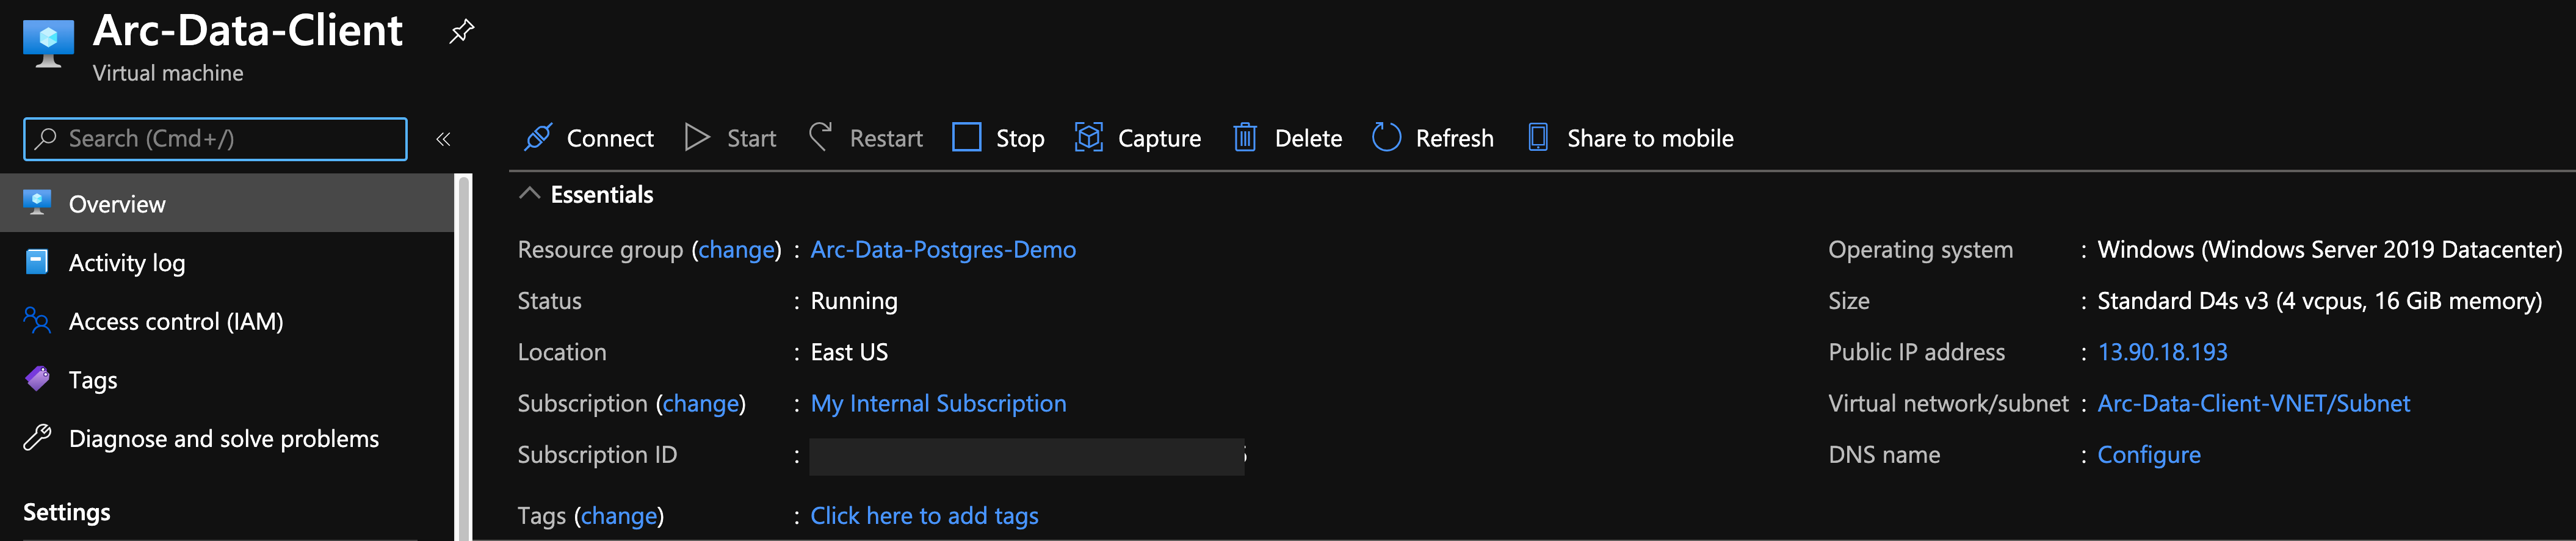 Arc-Data-Client
Virtual machine
Search (Cmd+/)
«
Connect Start Restart Stop Capture Delete Refresh Share to mobile
Overview
Activity log
Access control (IAM)
Tags
Diagnose and solve problems
Settings
Essentials
Resource group (change) : Arc-Data-Postgres-Demo
Status : Running
Location : East US
Subscription (change) : My Internal Subscription
Subscription ID :
Tags (change) : Click here to add tags
Operating system : Windows (Windows Server 2019 Datacenter)
Size : Standard D4s v3 (4 vcpus, 16 GiB memory)
Public IP address : 13.90.18.193
Virtual network/subnet : Arc-Data-Client-VNET/Subnet
DNS name : Configure